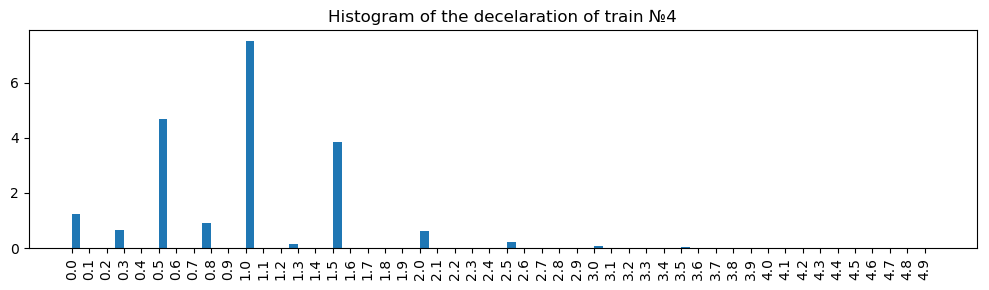 Histogram of the decelaration of train №4
6
4
2
0
0.0 0.1 0.2 0.3 0.4 0.5 0.6 0.7 0.8 0.9 1.0 1.1 1.2 1.3 1.4 1.5 1.6 1.7 1.8 1.9 2.0 2.1 2.2 2.3 2.4 2.5 2.6 2.7 2.8 2.9 3.0 3.1 3.2 3.3 3.4 3.5 3.6 3.7 3.8 3.9 4.0 4.1 4.2 4.3 4.4 4.5 4.6 4.7 4.8 4.9